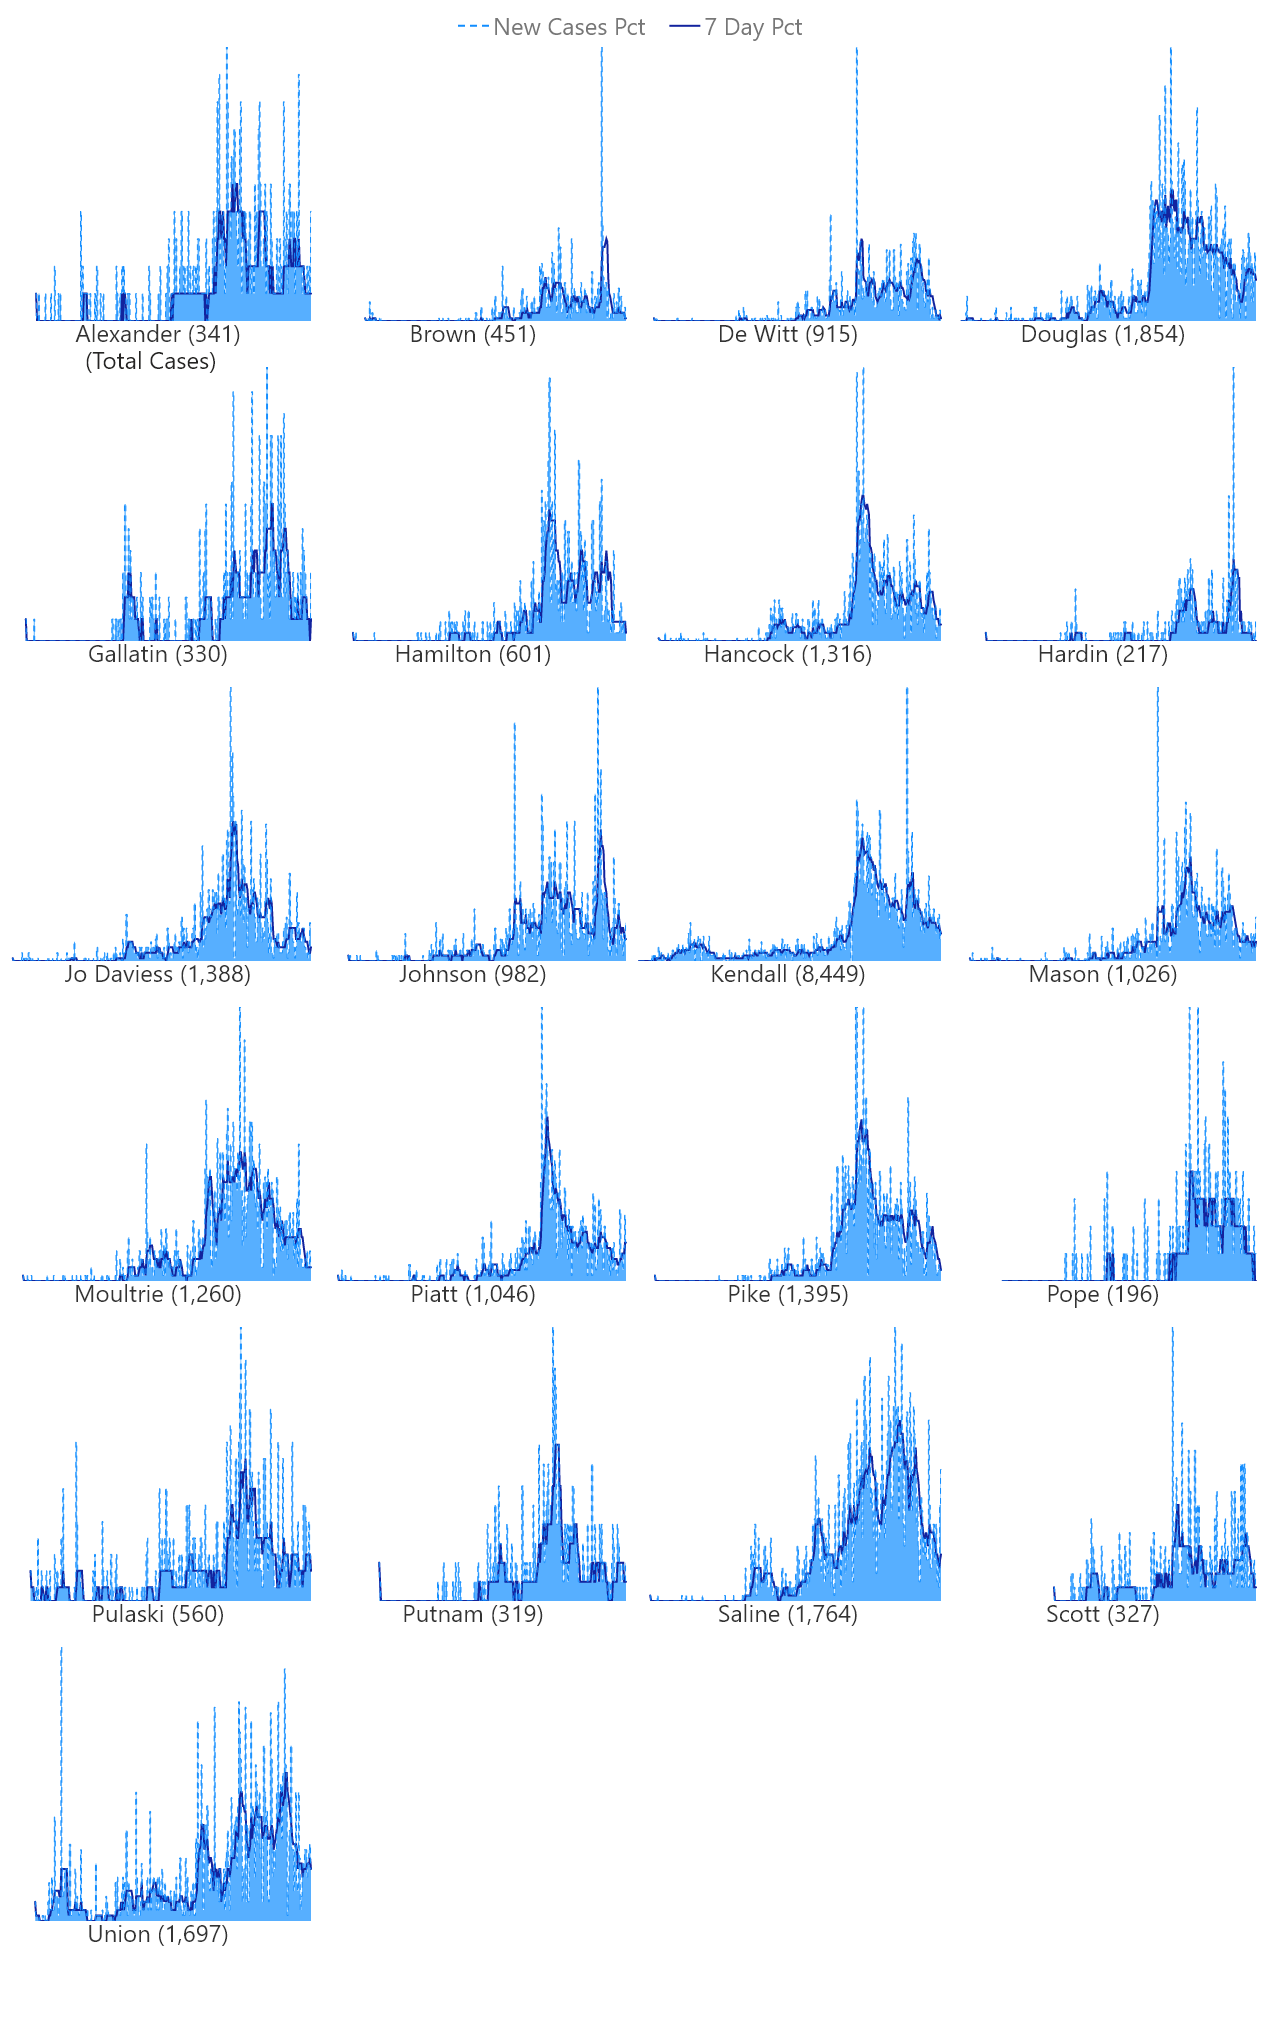 New Cases Pct 7 Day Pct
Alexander (341) Brown (451) De Witt (915) Douglas (1,854)
(Total Cases)
Gallatin (330) Hamilton (601) Hancock (1,316) Hardin (217)
Jo Daviess (1,388) Johnson (982) Kendall (8,449) Mason (1,026)
Moultrie (1,260) Piatt (1,046) Pike (1,395) Pope (196)
Pulaski (560) Putnam (319) Saline (1,764) Scott (327)
Union (1,697)